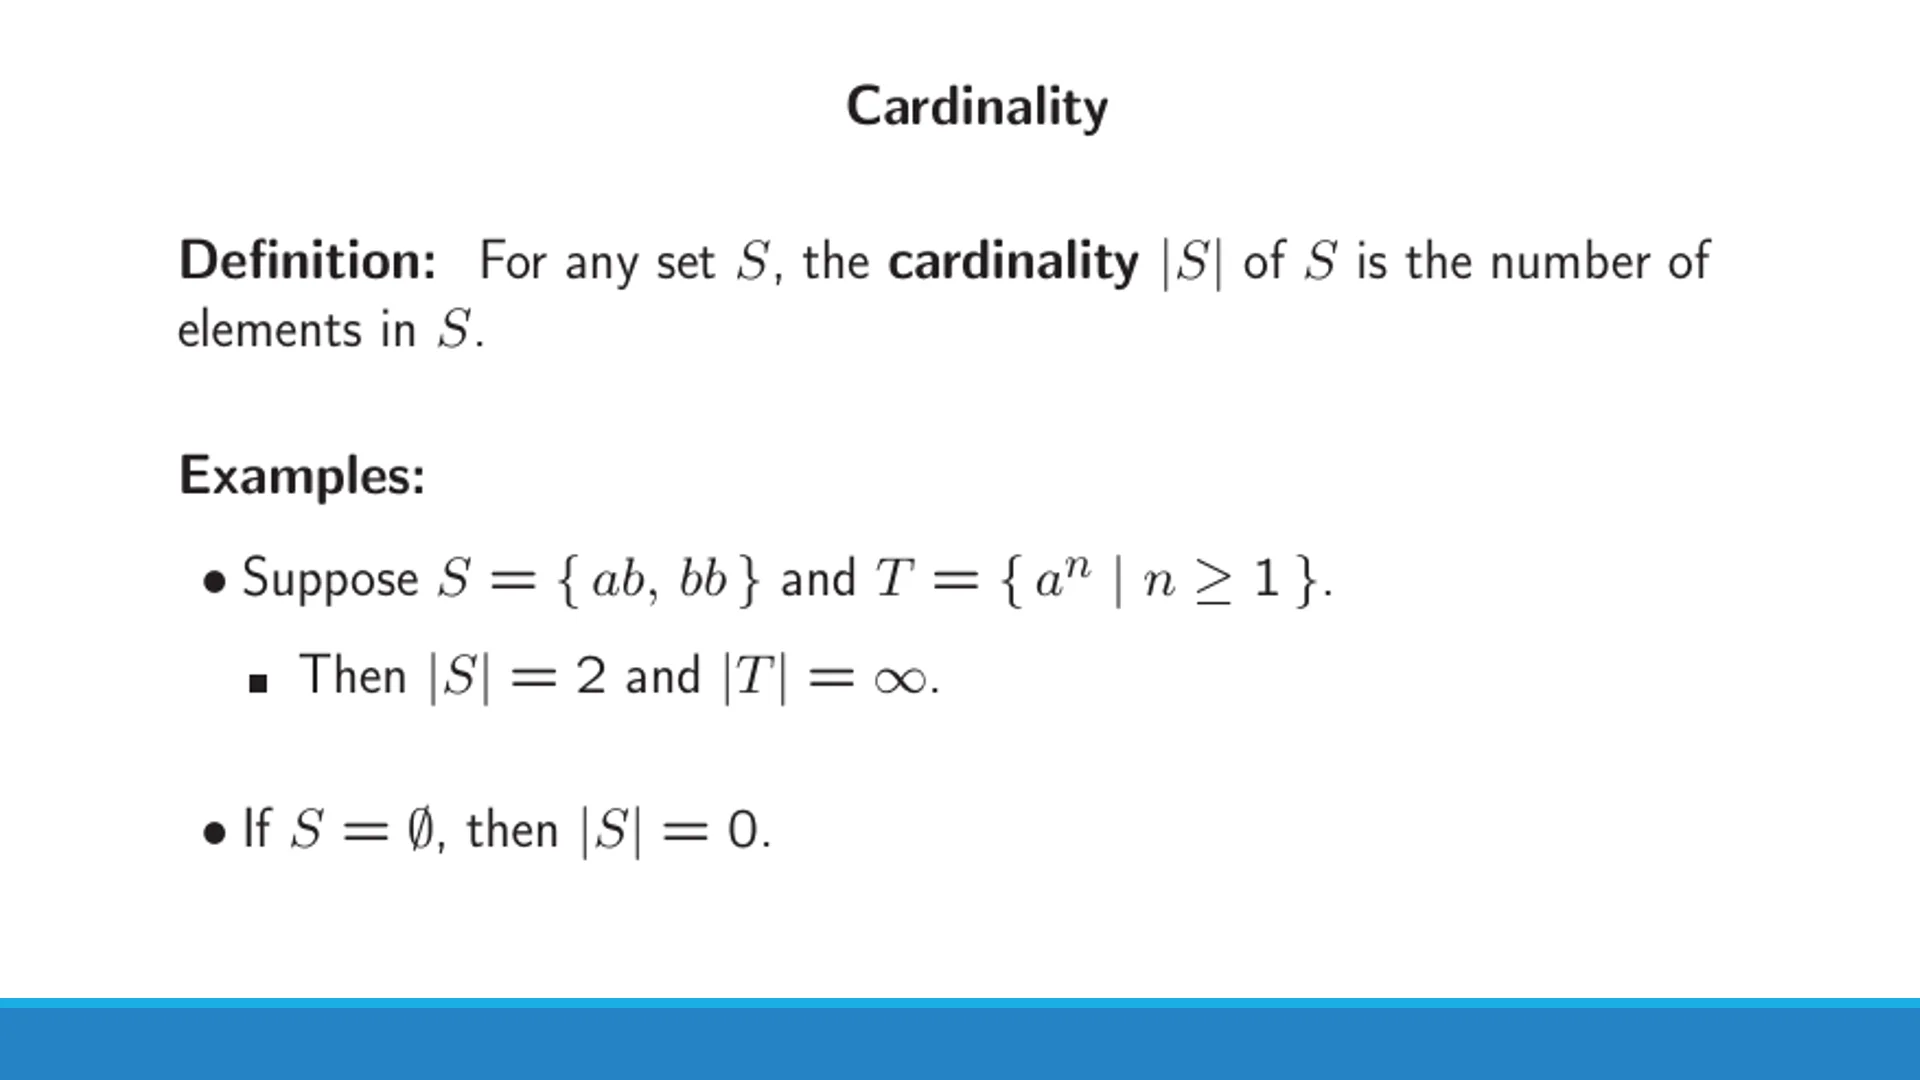 Cardinality
Definition: For any set S, the cardinality |S| of S is the number of
elements in S.
Examples:
● Suppose S = { ab, bb } and T = { aⁿ | n ≥ 1 }.
■ Then |S| = 2 and |T| = ∞.
● If S = ∅, then |S| = 0.